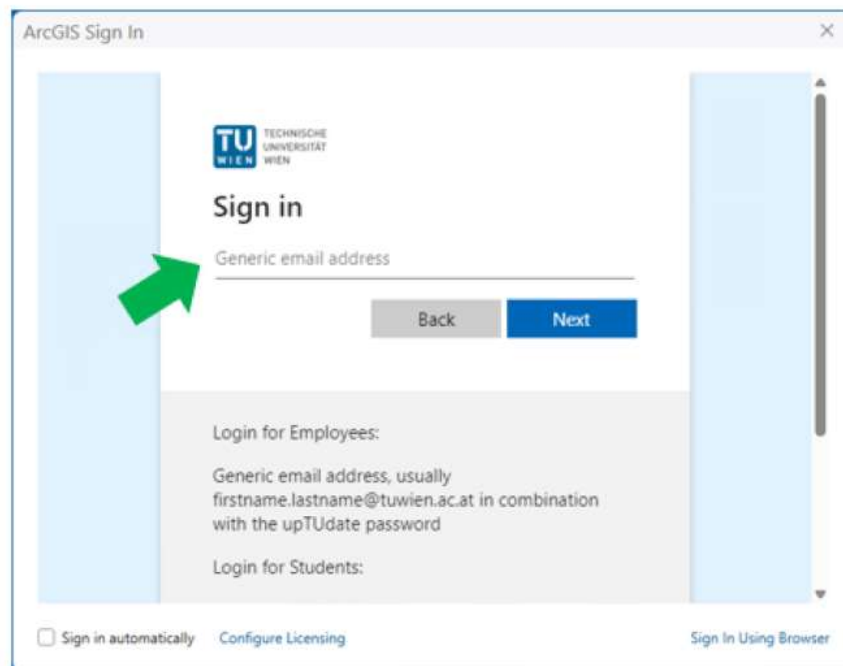 ArcGIS Sign In
TU
WIEN
TECHNISCHE
UNIVERSITÄT
WIEN
Sign in
Generic email address
Back
Next
Login for Employees:
Generic email address, usually
firstname.lastname@tuwien.ac.at in combination
with the upTUdate password
Login for Students:
Sign in automatically
Configure Licensing
Sign In Using Browser